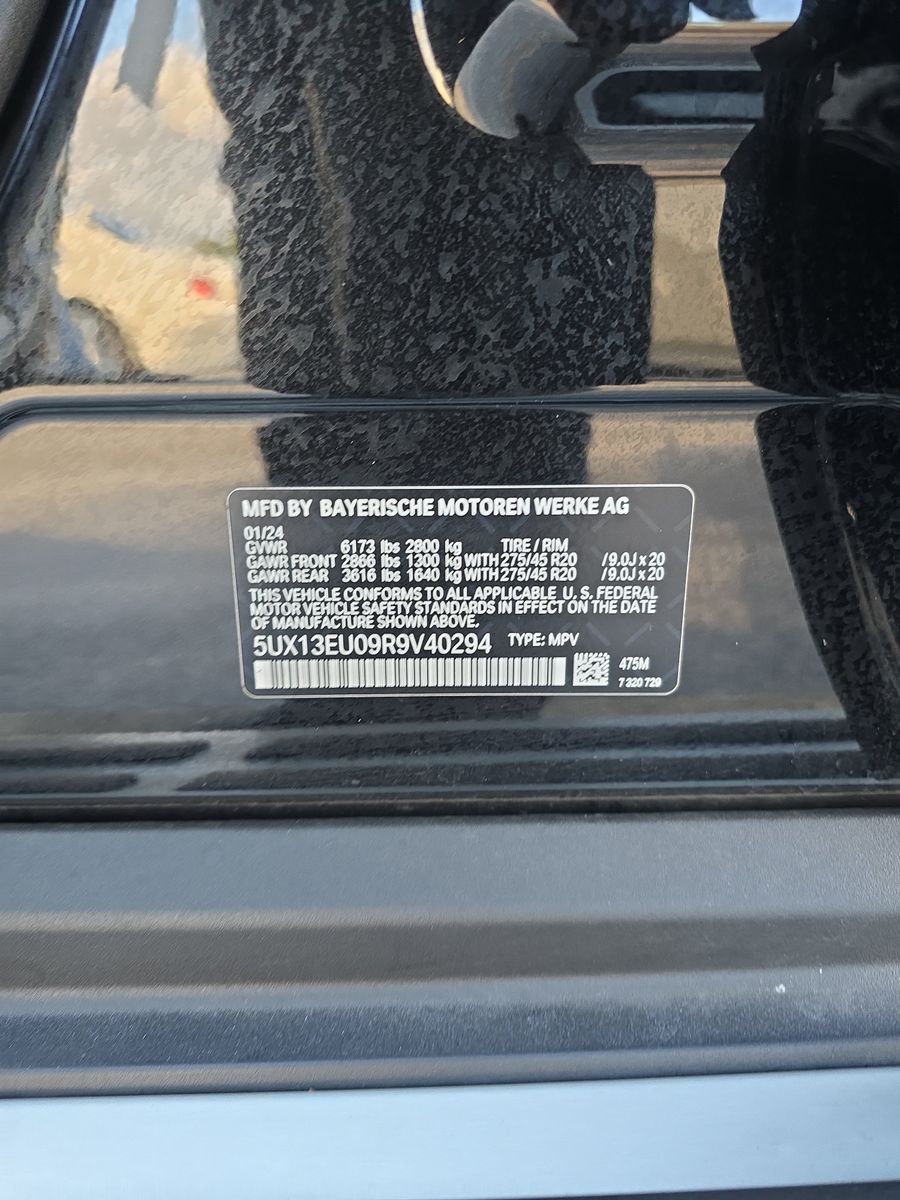 MFD BY BAYERISCHE MOTOREN WERKE AG
01/24
GVWR 6173 lbs 2800 kg TIRE / RIM
GAWR FRONT 2866 lbs 1300 kg WITH 275/45 R20 /9.0J x 20
GAWR REAR 3616 lbs 1640 kg WITH 275/45 R20 /9.0J x 20
THIS VEHICLE CONFORMS TO ALL APPLICABLE U. S. FEDERAL
MOTOR VEHICLE SAFETY STANDARDS IN EFFECT ON THE DATE
OF MANUFACTURE SHOWN ABOVE.
5UX13EU09R9V40294 TYPE: MPV
475M
7 320 729